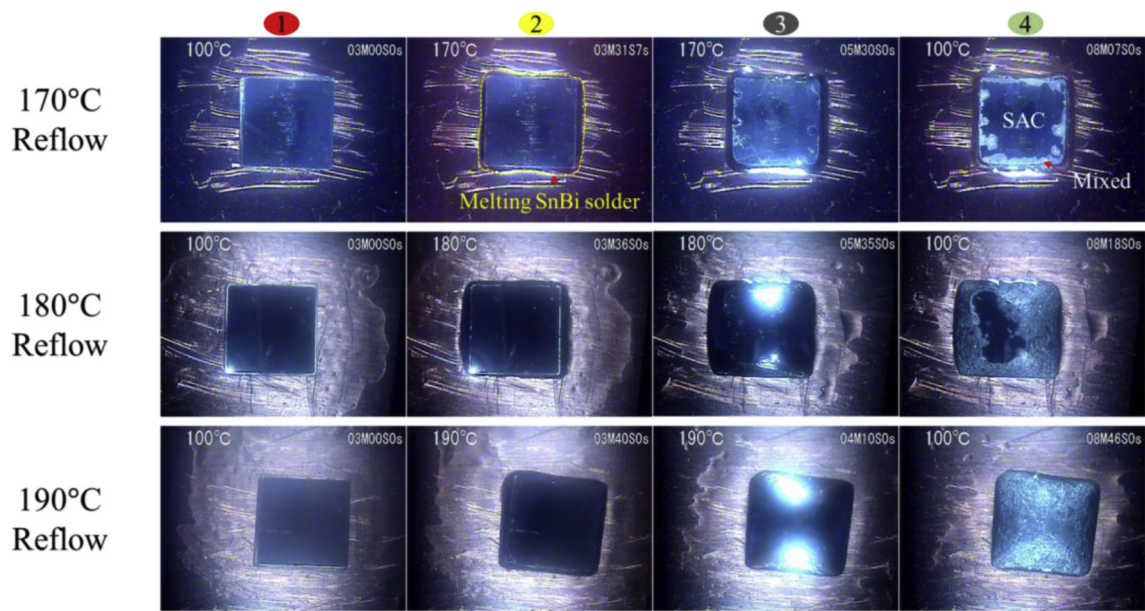 1 2 3 4
170°C
Reflow
100℃ 03M00S0s
170℃ 03M31S7s
Melting SnBi solder
170℃ 05M30S0s
100℃ 08M07S0s
SAC
Mixed
180°C
Reflow
100℃ 03M00S0s
180℃ 03M36S0s
180℃ 05M35S0s
100℃ 08M18S0s
190°C
Reflow
100℃ 03M00S0s
190℃ 03M40S0s
190℃ 04M10S0s
100℃ 08M46S0s